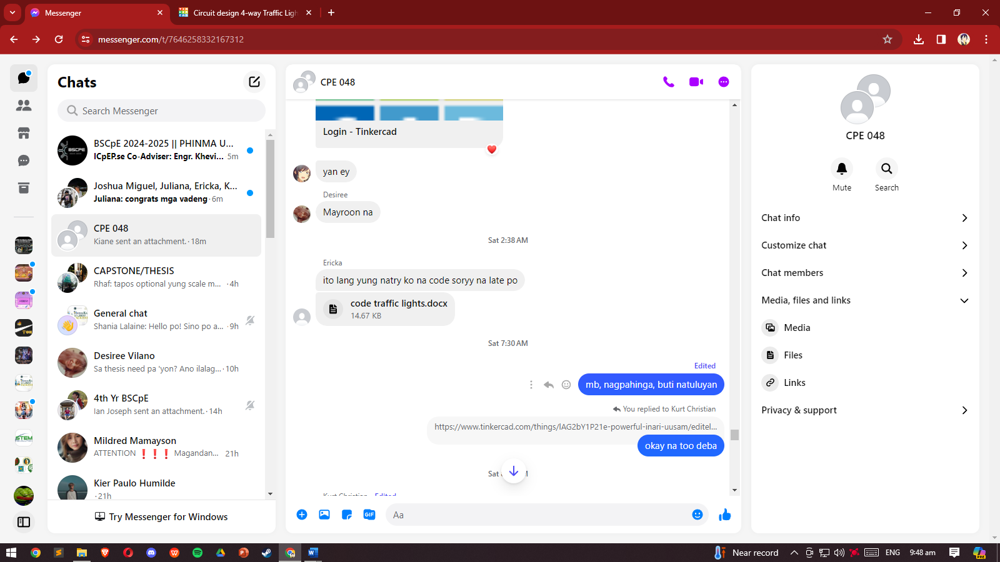 Messenger
Circuit design 4-way Traffic Ligh
messenger.com/t/7646258332167312
Chats
Search Messenger
BSCpE 2024-2025 || PHINMA U...
ICpEP.se Co-Adviser: Engr. Khevi... 5m
Joshua Miguel, Juliana, Ericka, K...
Juliana: congrats mga vadeng · 6m
CPE 048
Kiane sent an attachment. · 18m
CAPSTONE/THESIS
Rhaf: tapos optional yung scale m... · 4h
General chat
Shania Lalaine: Hello po! Sino po a... · 9h
Desiree Vilano
Sa thesis need pa 'yon? Ano ilalag... · 10h
4th Yr BSCpE
Ian Joseph sent an attachment. · 14h
Mildred Mamayson
ATTENTION ❗❗❗ Magandan... 21h
Kier Paulo Humilde
· 21h
Try Messenger for Windows
CPE 048
Login - Tinkercad
yan ey
Desiree
Mayroon na
Sat 2:38 AM
Ericka
ito lang yung natry ko na code soryy na late po
code traffic lights.docx
14.67 KB
Sat 7:30 AM
Edited
mb, nagpahinga, buti natuluyan
You replied to Kurt Christian
https://www.tinkercad.com/things/lAG2bY1P21e-powerful-inari-uusam/editel...
okay na too deba
Sat
Kurt Christian Edited
GIF
Aa
CPE 048
Mute
Search
Chat info
Customize chat
Chat members
Media, files and links
Media
Files
Links
Privacy & support
Near record
ENG
9:48 am